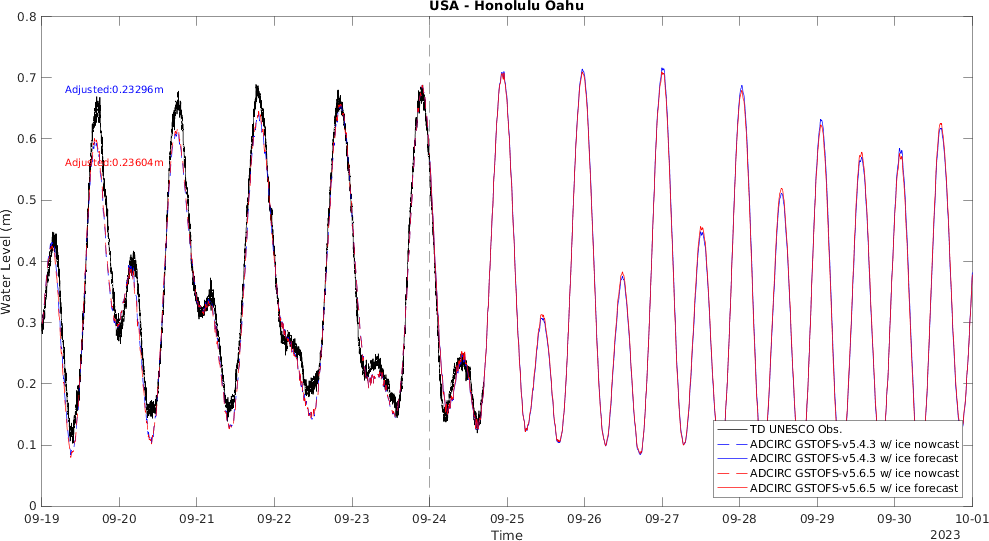 USA - Honolulu Oahu
0.8
0.7
0.6
0.5
0.4
0.3
0.2
0.1
0
Water Level (m)
Adjusted:0.23296m
Adjusted:0.23604m
TD UNESCO Obs.
ADCIRC GSTOFS-v5.4.3 w/ ice nowcast
ADCIRC GSTOFS-v5.4.3 w/ ice forecast
ADCIRC GSTOFS-v5.6.5 w/ ice nowcast
ADCIRC GSTOFS-v5.6.5 w/ ice forecast
09-19 09-20 09-21 09-22 09-23 09-24 09-25 09-26 09-27 09-28 09-29 09-30 10-01
Time
2023